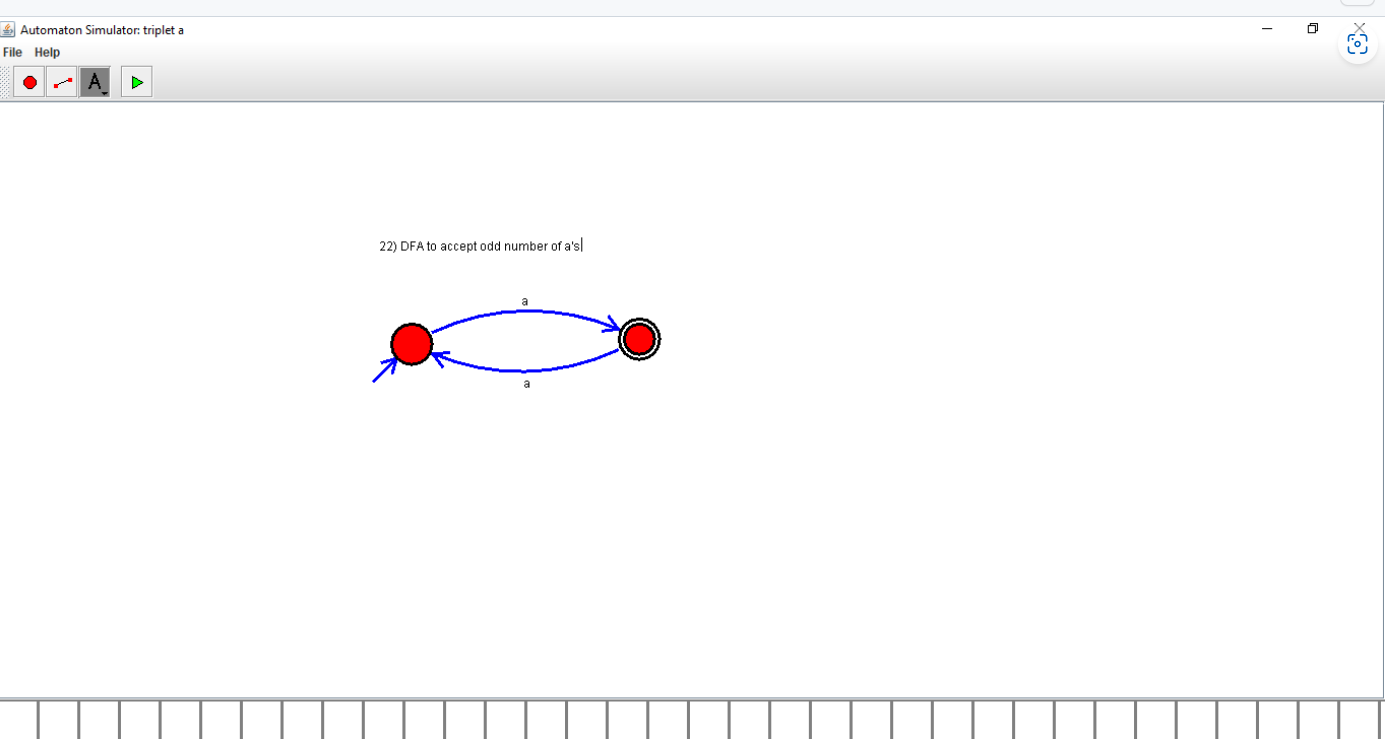 Automaton Simulator: triplet a
File Help
A
22) DFA to accept odd number of a's
a
a